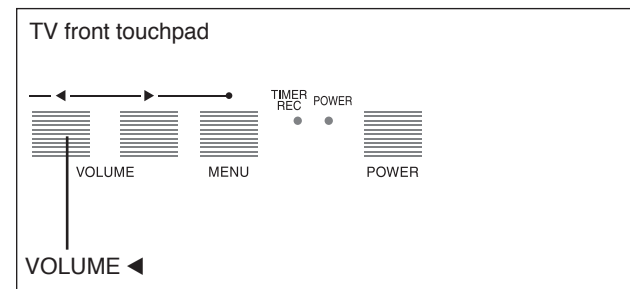 TV front touchpad
TIMER
REC
POWER
VOLUME
MENU
POWER
VOLUME ◀